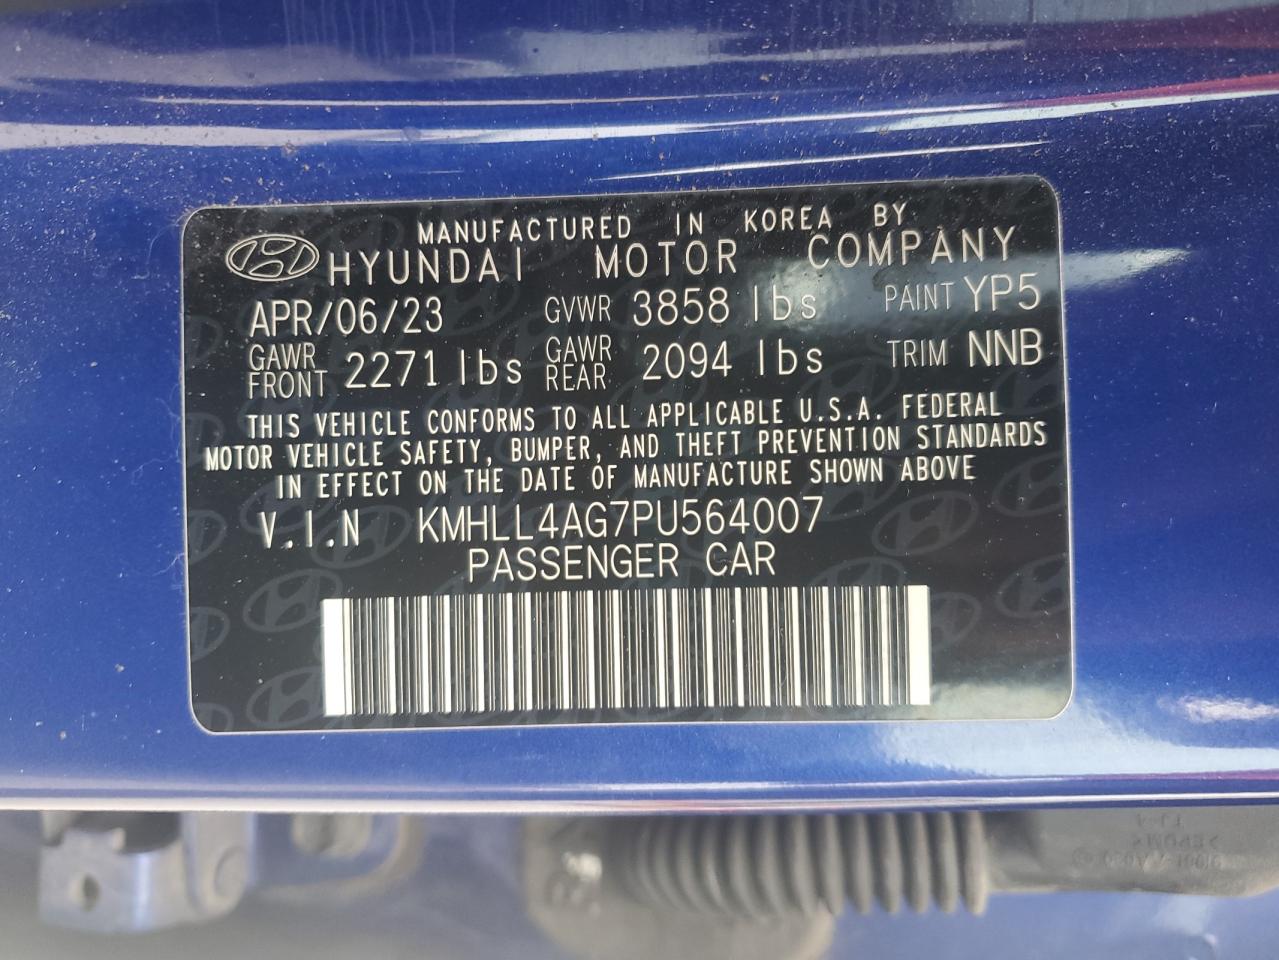 MANUFACTURED IN KOREA BY
HYUNDAI MOTOR COMPANY
APR/06/23 GVWR 3858 lbs PAINT YP5
GAWR FRONT 2271 lbs GAWR REAR 2094 lbs TRIM NNB
THIS VEHICLE CONFORMS TO ALL APPLICABLE U.S.A. FEDERAL
MOTOR VEHICLE SAFETY, BUMPER, AND THEFT PREVENTION STANDARDS
IN EFFECT ON THE DATE OF MANUFACTURE SHOWN ABOVE
V.I.N KMHLL4AG7PU564007
PASSENGER CAR
>EPDM<